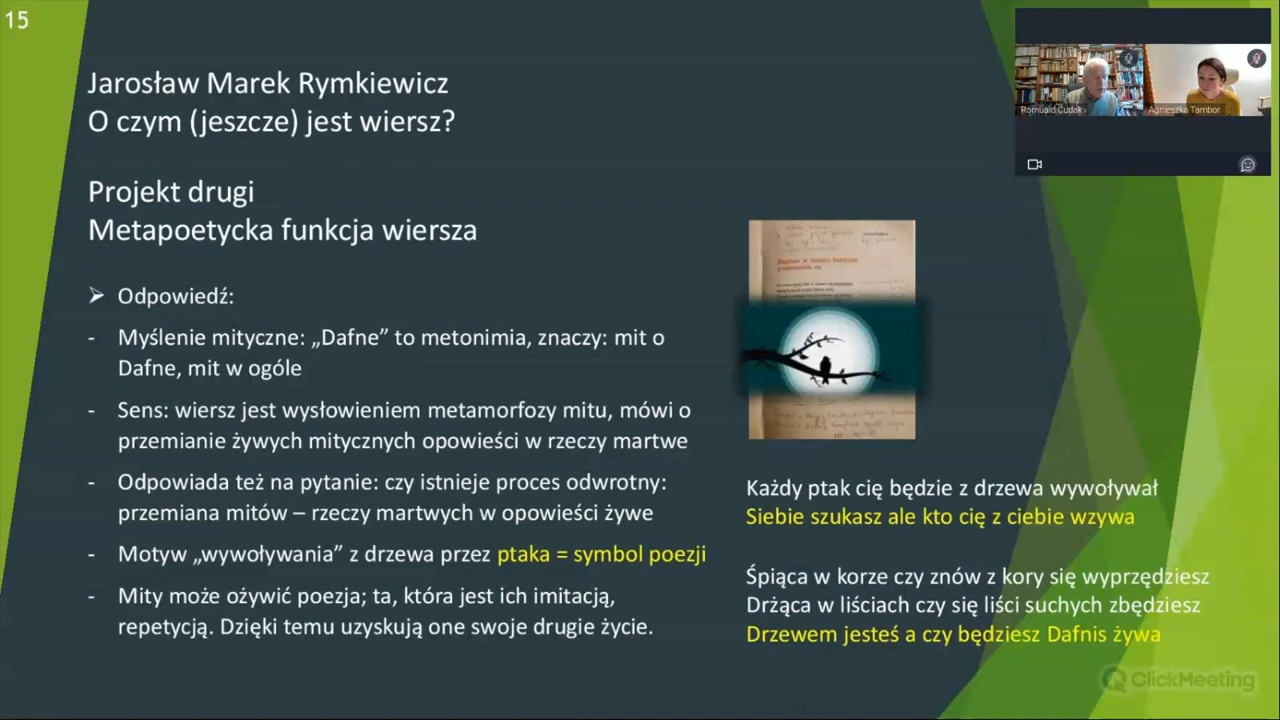 15
Jarosław Marek Rymkiewicz
O czym (jeszcze) jest wiersz?
Projekt drugi
Metapoetycka funkcja wiersza
Odpowiedź:
- Myślenie mityczne: „Dafne” to metonimia, znaczy: mit o
Dafne, mit w ogóle
- Sens: wiersz jest wysłowieniem metamorfozy mitu, mówi o
przemianie żywych mitycznych opowieści w rzeczy martwe
- Odpowiada też na pytanie: czy istnieje proces odwrotny:
przemiana mitów – rzeczy martwych w opowieści żywe
- Motyw „wywoływania” z drzewa przez ptaka = symbol poezji
- Mity może ożywić poezja; ta, która jest ich imitacją,
repetycją. Dzięki temu uzyskują one swoje drugie życie.
Każdy ptak cię będzie z drzewa wywoływał
Siebie szukasz ale kto cię z ciebie wzywa
Śpiąca w korze czy znów z kory się wyprzędziesz
Drżąca w liściach czy się liści suchych zbędziesz
Drzewem jesteś a czy będziesz Dafnis żywa
Romuald Cudak
Agnieszka Tambor
ClickMeeting